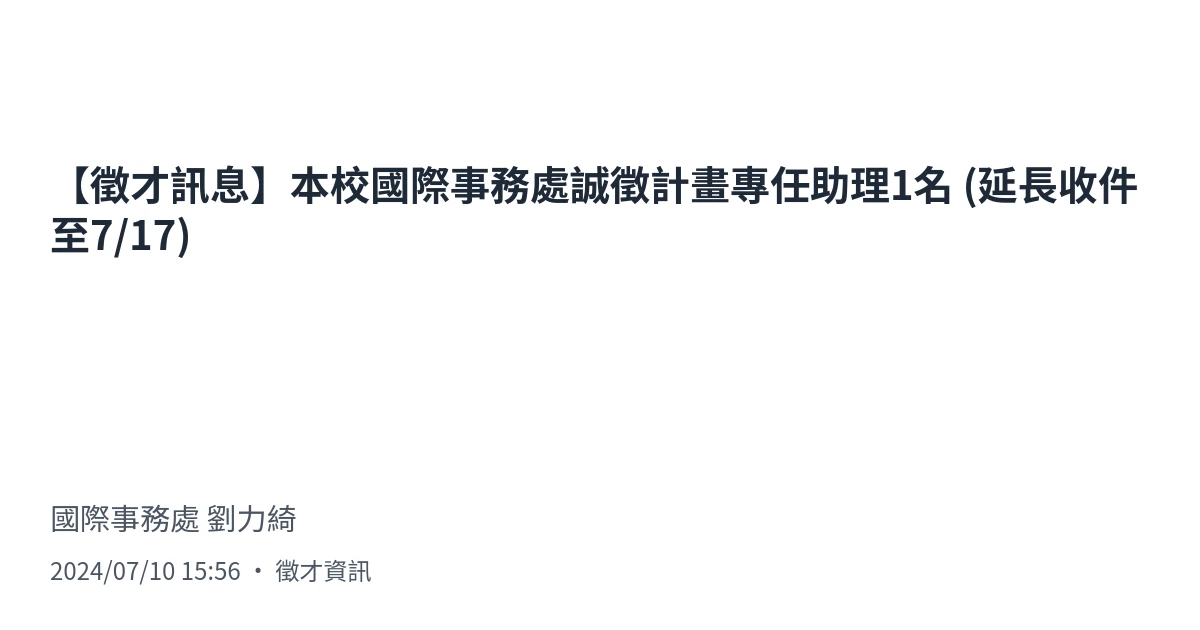 【徵才訊息】本校國際事務處誠徵計畫專任助理1名 (延長收件
至7/17)
國際事務處 劉力綺
2024/07/10 15:56 • 徵才資訊